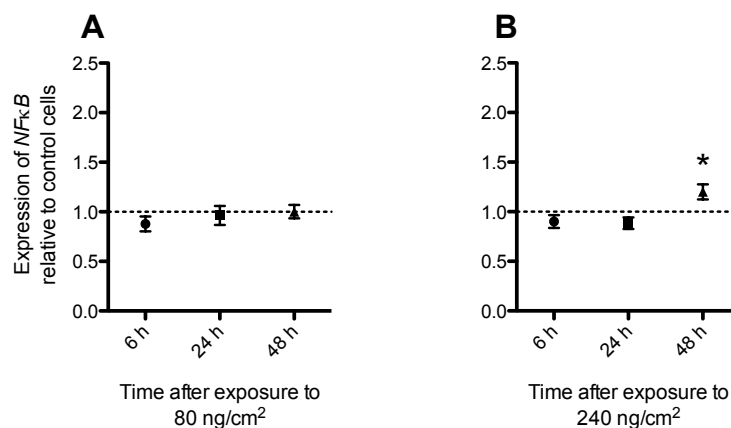 A
Expression of NFκB
relative to control cells
2.5
2.0
1.5
1.0
0.5
0.0
6 h
24 h
48 h
Time after exposure to
80 ng/cm²
B
2.5
2.0
1.5
1.0
0.5
0.0
*
6 h
24 h
48 h
Time after exposure to
240 ng/cm²